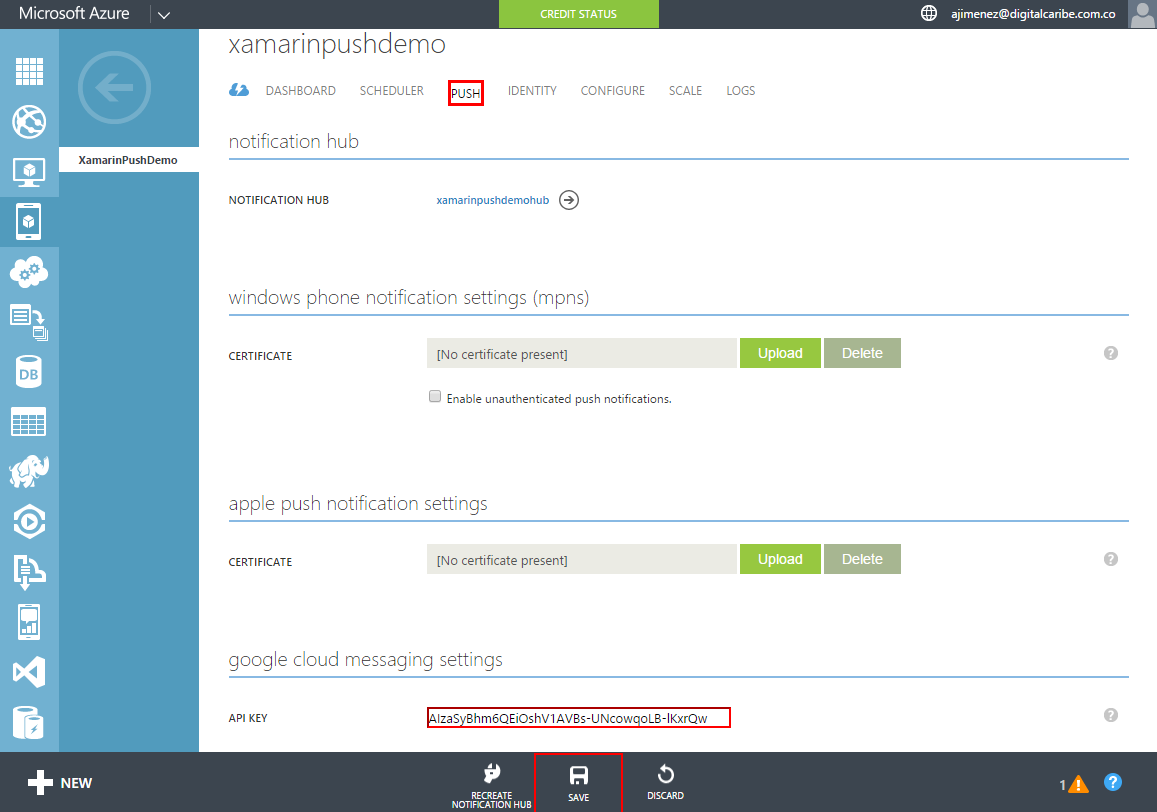 Microsoft Azure
CREDIT STATUS
ajimenez@digitalcaribe.com.co
xamarinpushdemo
DASHBOARD SCHEDULER PUSH IDENTITY CONFIGURE SCALE LOGS
XamarinPushDemo
notification hub
NOTIFICATION HUB xamarinpushdemohub
windows phone notification settings (mpns)
CERTIFICATE [No certificate present] Upload Delete ?
Enable unauthenticated push notifications.
DB
apple push notification settings
CERTIFICATE [No certificate present] Upload Delete ?
google cloud messaging settings
API KEY AIzaSyBhm6QEiOshV1AVBs-UNcowqoLB-lKxrQw ?
NEW
RECREATE
NOTIFICATION HUB
SAVE
DISCARD
1 ! ?